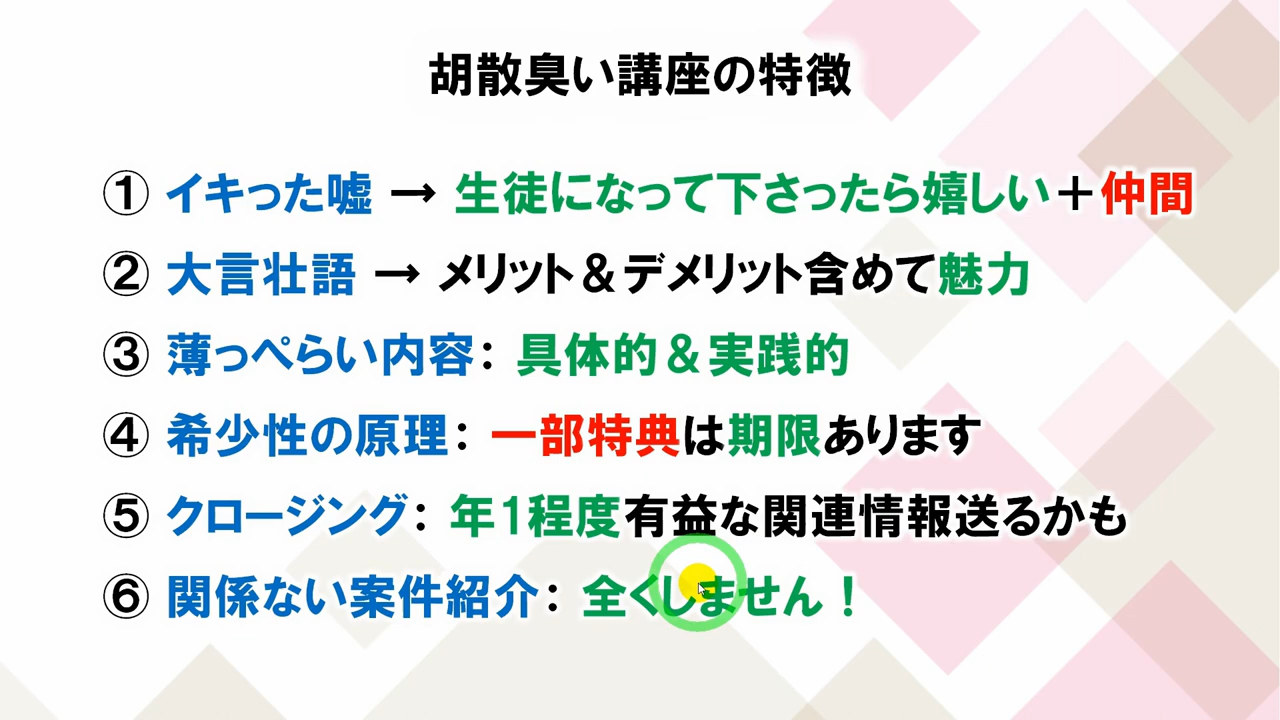 胡散臭い講座の特徴
① イキった嘘 → 生徒になって下さったら嬉しい＋仲間
② 大言壮語 → メリット＆デメリット含めて魅力
③ 薄っぺらい内容： 具体的＆実践的
④ 希少性の原理： 一部特典は期限あります
⑤ クロージング： 年1程度有益な関連情報送るかも
⑥ 関係ない案件紹介： 全くしません！